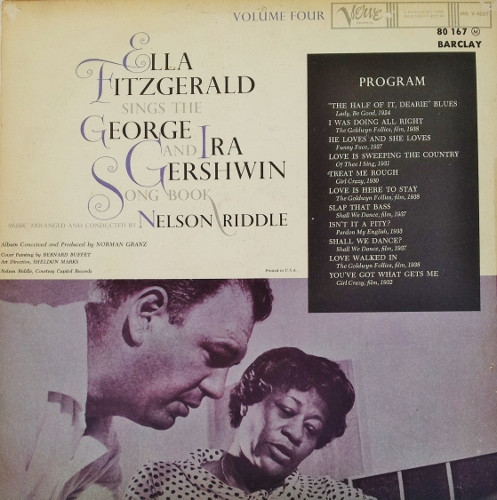 VOLUME FOUR
Verve
80 167 M
BARCLAY
ELLA
FITZGERALD
SINGS THE
GEORGE
AND IRA
GERSHWIN
SONG BOOK
MUSIC ARRANGED AND CONDUCTED BY NELSON RIDDLE
Album Conceived and Produced by NORMAN GRANZ
Cover Painting by BERNARD BUFFET
Art Direction, SHELDON MARKS
Nelson Riddle, Courtesy Capitol Records
Printed in U.S.A.
PROGRAM
"THE HALF OF IT, DEARIE" BLUES
Lady, Be Good, 1924
I WAS DOING ALL RIGHT
The Goldwyn Follies, film, 1938
HE LOVES AND SHE LOVES
Funny Face, 1927
LOVE IS SWEEPING THE COUNTRY
Of Thee I Sing, 1931
TREAT ME ROUGH
Girl Crazy, 1930
LOVE IS HERE TO STAY
The Goldwyn Follies, film, 1938
SLAP THAT BASS
Shall We Dance, film, 1937
ISN'T IT A PITY?
Pardon My English, 1933
SHALL WE DANCE?
Shall We Dance, film, 1937
LOVE WALKED IN
The Goldwyn Follies, film, 1938
YOU'VE GOT WHAT GETS ME
Girl Crazy, film, 1932